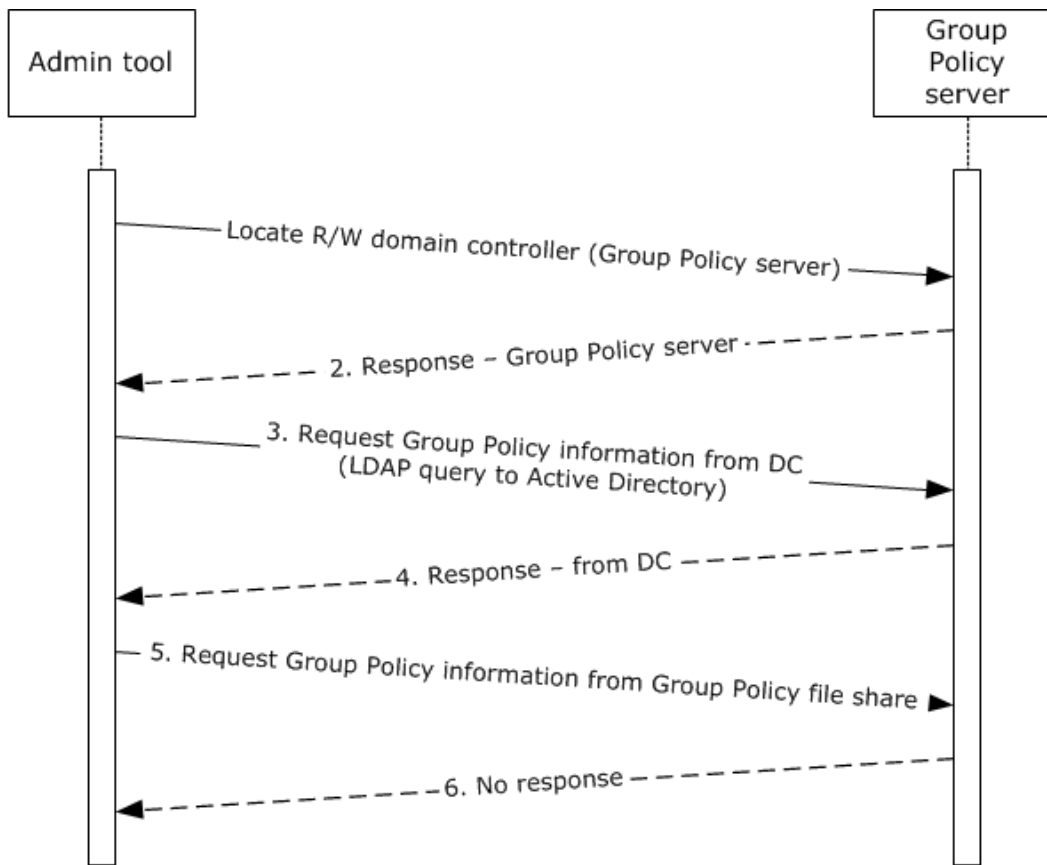 Admin tool
Group
Policy
server
Locate R/W domain controller (Group Policy server)
2. Response – Group Policy server
3. Request Group Policy information from DC
(LDAP query to Active Directory)
4. Response – from DC
5. Request Group Policy information from Group Policy file share
6. No response